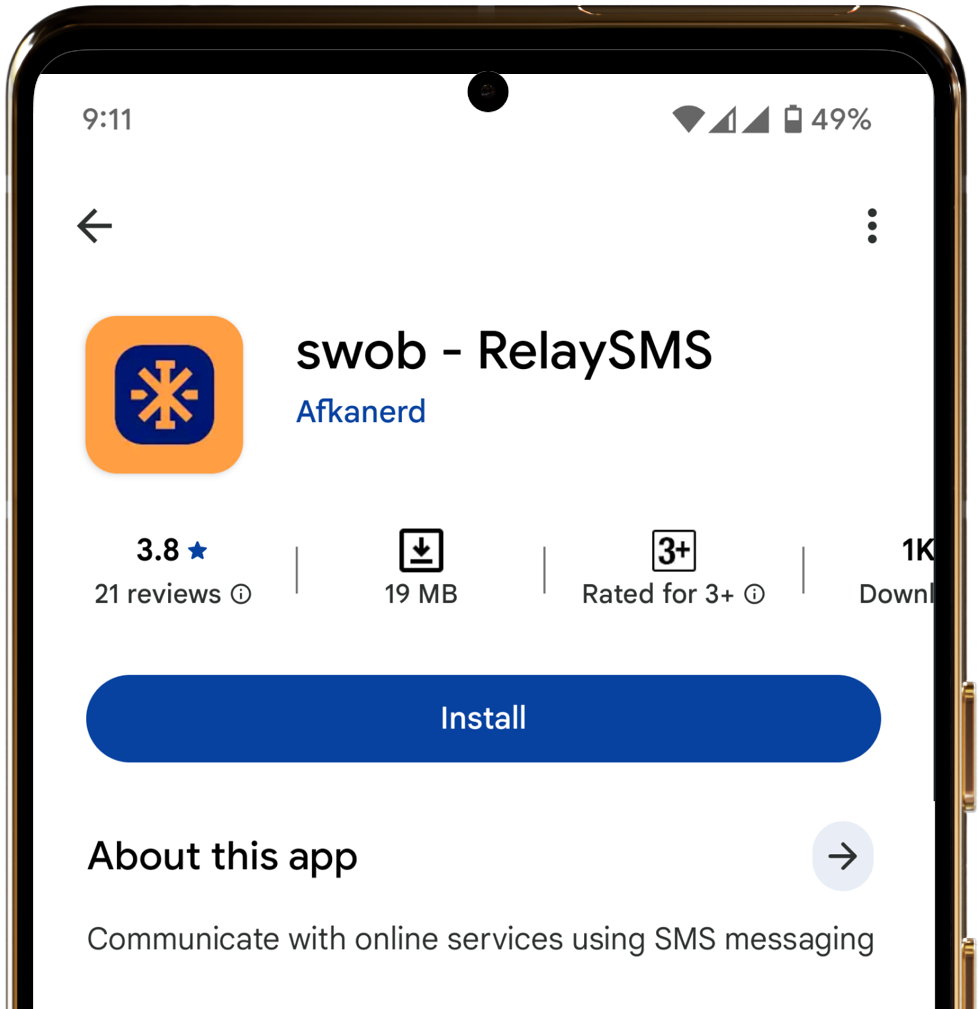 9:11
49%
swob - RelaySMS
Afkanerd
3.8
21 reviews
19 MB
3+
Rated for 3+
1K
Downl
Install
About this app
Communicate with online services using SMS messaging